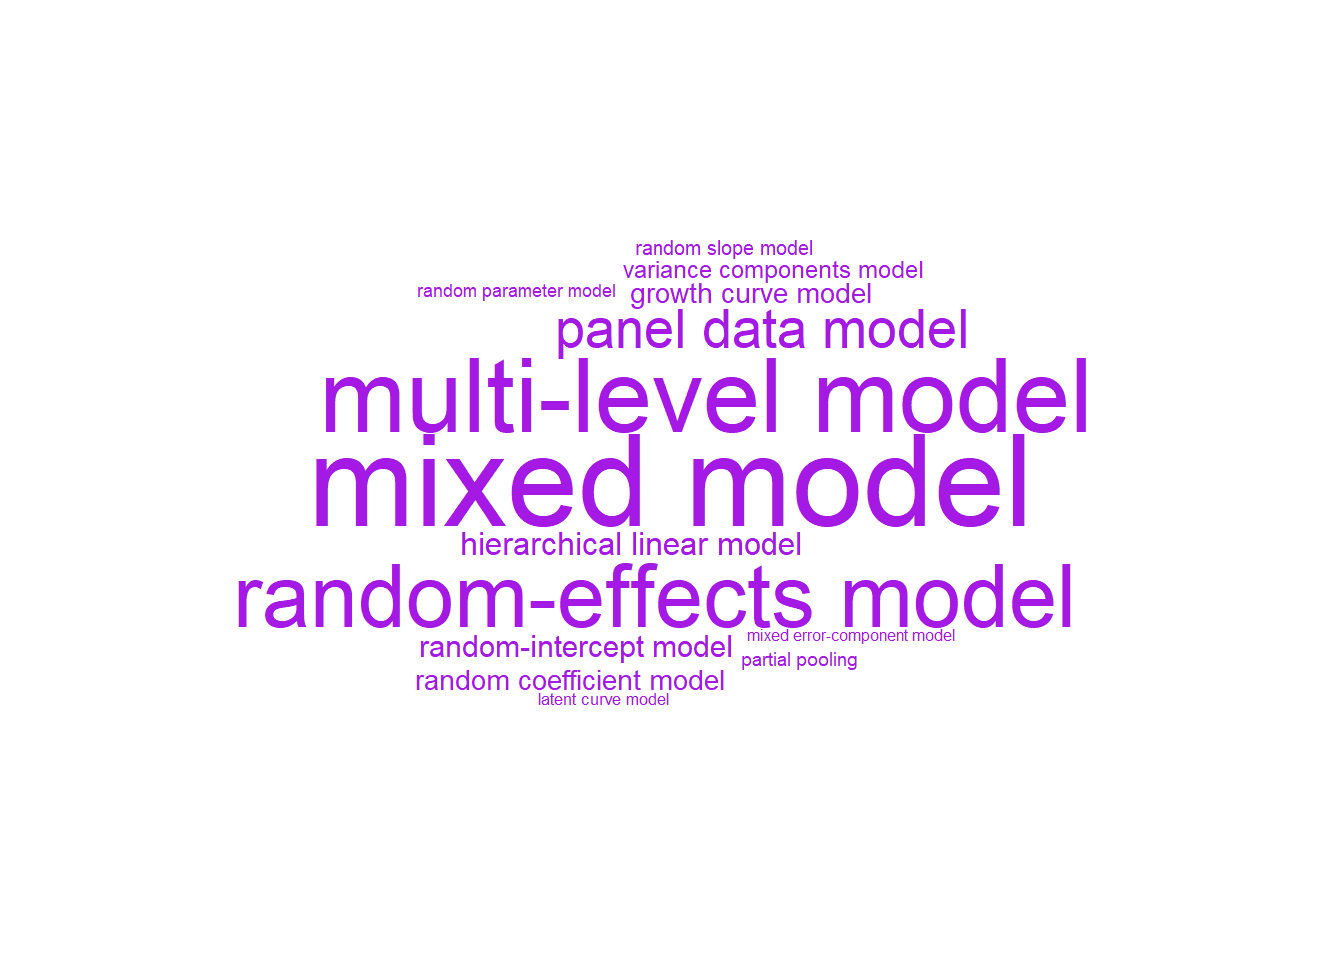 random slope model
variance components model
random parameter model
growth curve model
panel data model
multi-level model
mixed model
hierarchical linear model
random-effects model
mixed error-component model
random-intercept model
partial pooling
random coefficient model
latent curve model